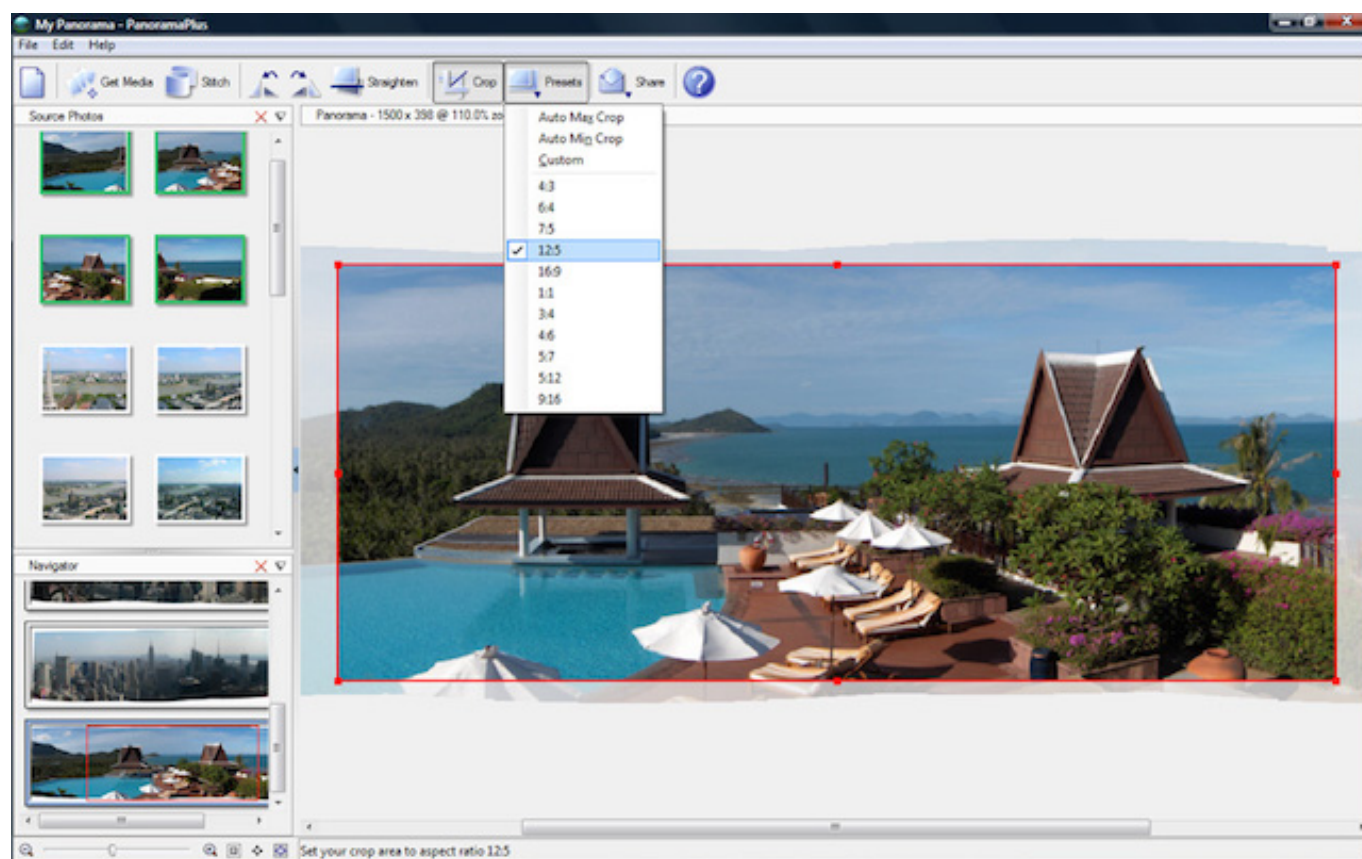 My Panorama - PanoramaPlus
File Edit Help
Get Media Stitch Straighten Crop Presets Share
Source Photos
Panorama - 1500 x 398 @ 110.0% zo
Auto Max Crop
Auto Min Crop
Custom
4:3
6:4
7:5
12:5
16:9
1:1
3:4
4:6
5:7
5:12
9:16
Navigator
Set your crop area to aspect ratio 12:5